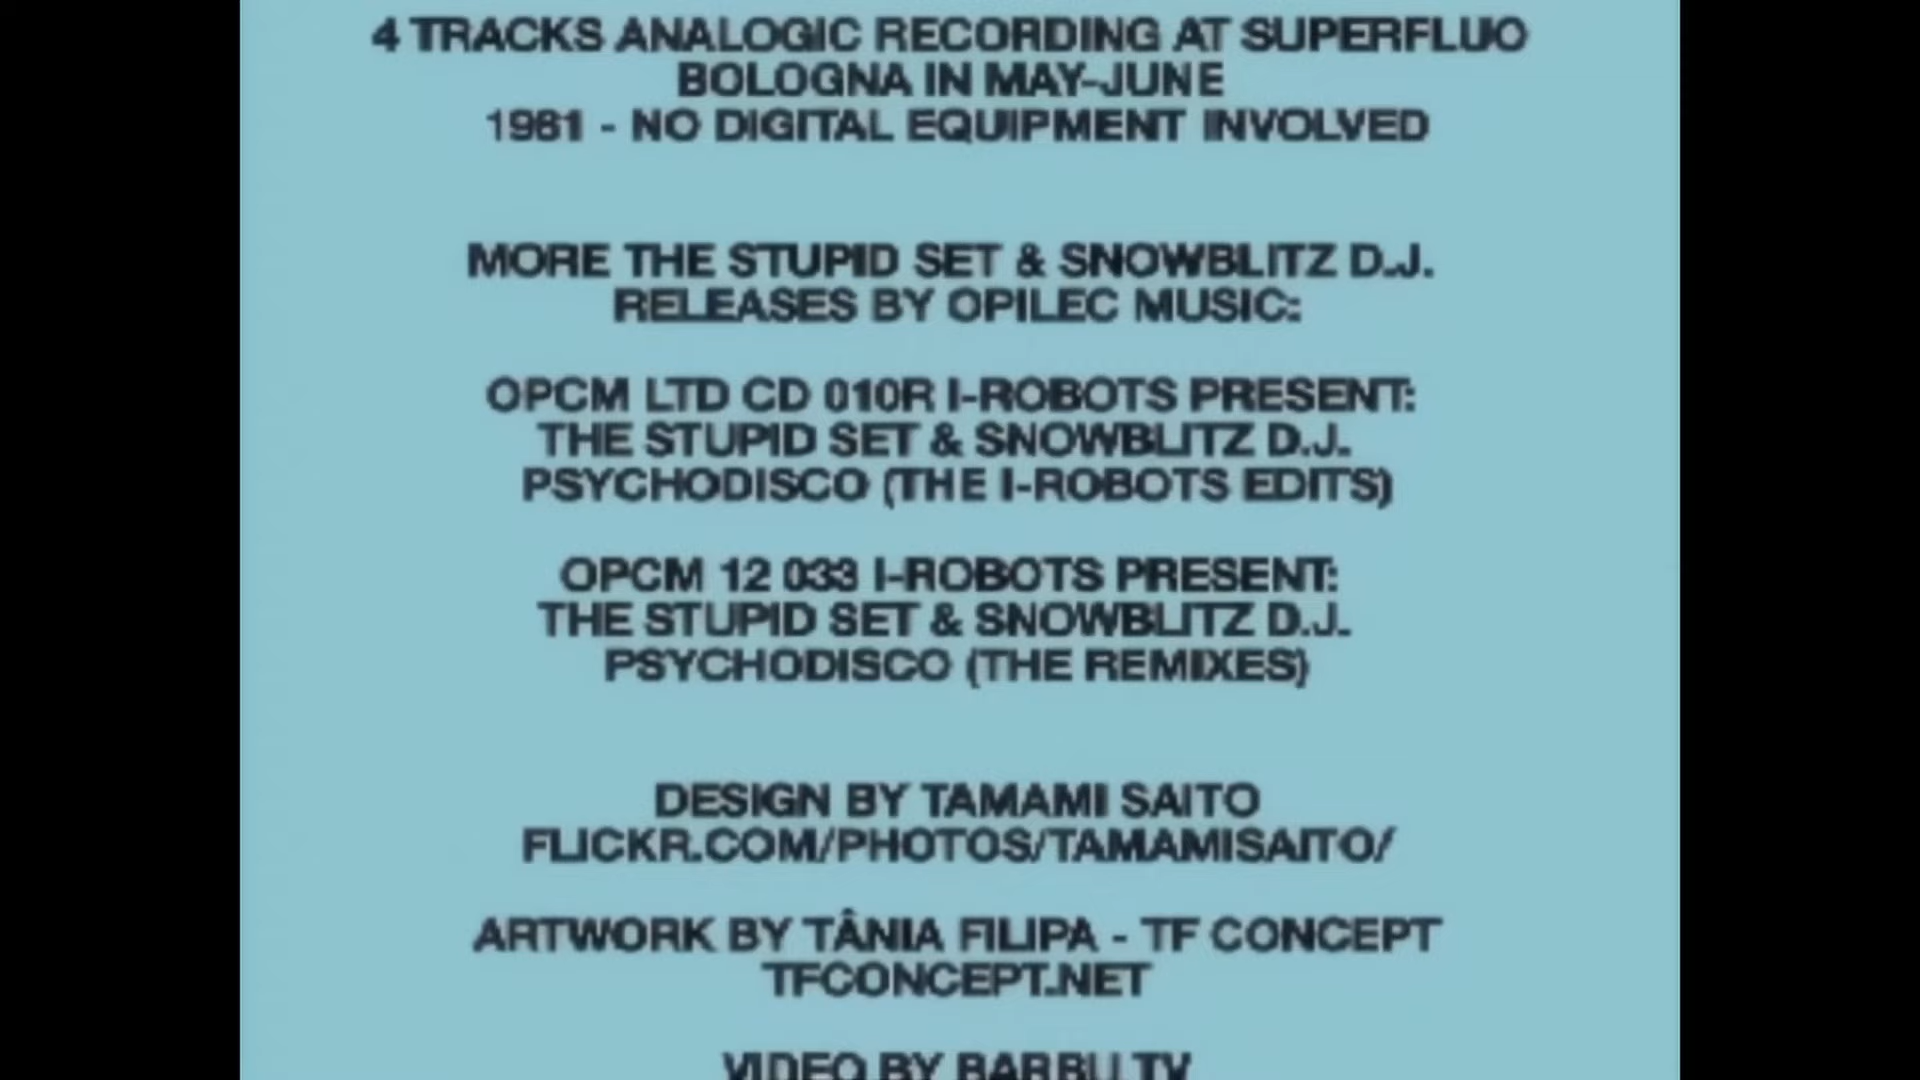 4 TRACKS ANALOGIC RECORDING AT SUPERFLUO
BOLOGNA IN MAY-JUNE
1981 - NO DIGITAL EQUIPMENT INVOLVED
MORE THE STUPID SET & SNOWBLITZ D.J.
RELEASES BY OPILEC MUSIC:
OPCM LTD CD 010R I-ROBOTS PRESENT:
THE STUPID SET & SNOWBLITZ D.J.
PSYCHODISCO (THE I-ROBOTS EDITS)
OPCM 12 033 I-ROBOTS PRESENT:
THE STUPID SET & SNOWBLITZ D.J.
PSYCHODISCO (THE REMIXES)
DESIGN BY TAMAMI SAITO
FLICKR.COM/PHOTOS/TAMAMISAITO/
ARTWORK BY TÂNIA FILIPA - TF CONCEPT
TFCONCEPT.NET
VIDEO BY BARBU.TV